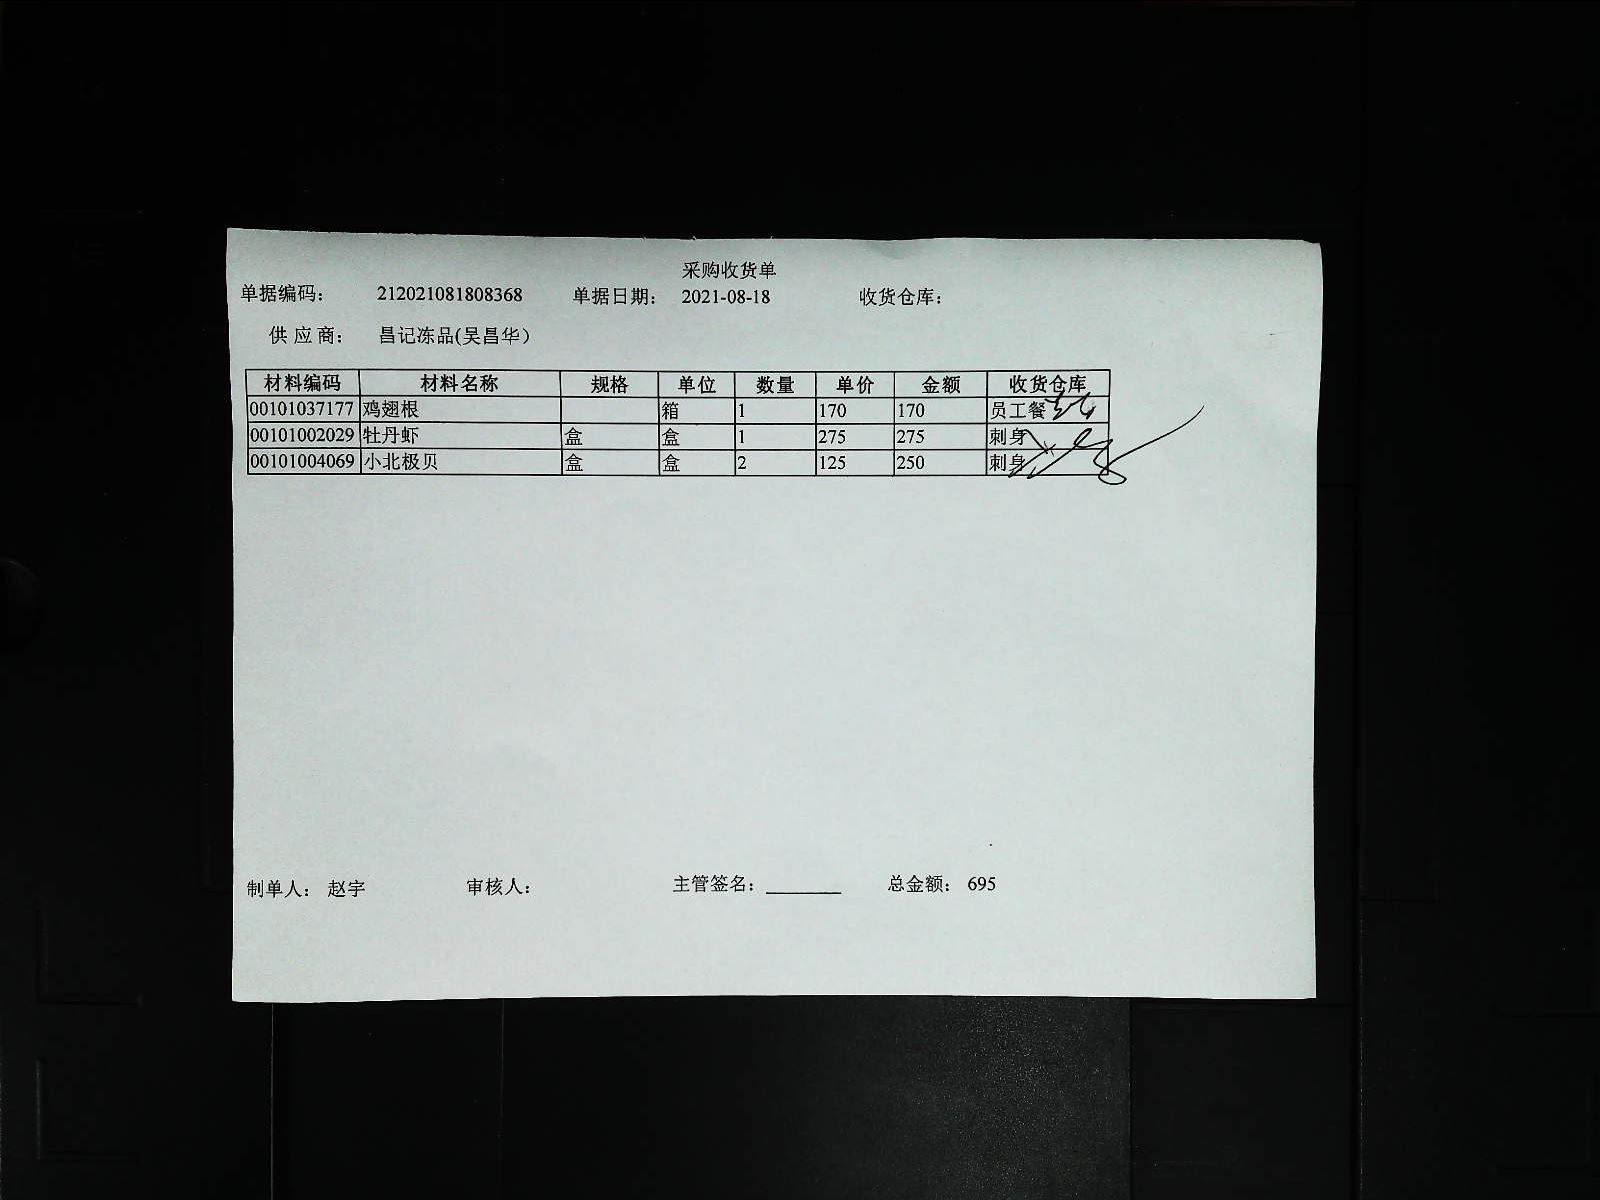 采购收货单
单据编码： 212021081808368 单据日期： 2021-08-18 收货仓库：
供 应 商： 昌记冻品(吴昌华）
材料编码 材料名称 规格 单位 数量 单价 金额 收货仓库
00101037177 鸡翅根 箱 1 170 170 员工餐
00101002029 牡丹虾 盒 盒 1 275 275 刺身
00101004069 小北极贝 盒 盒 2 125 250 刺身
制单人： 赵宇 审核人： 主管签名： 总金额： 695